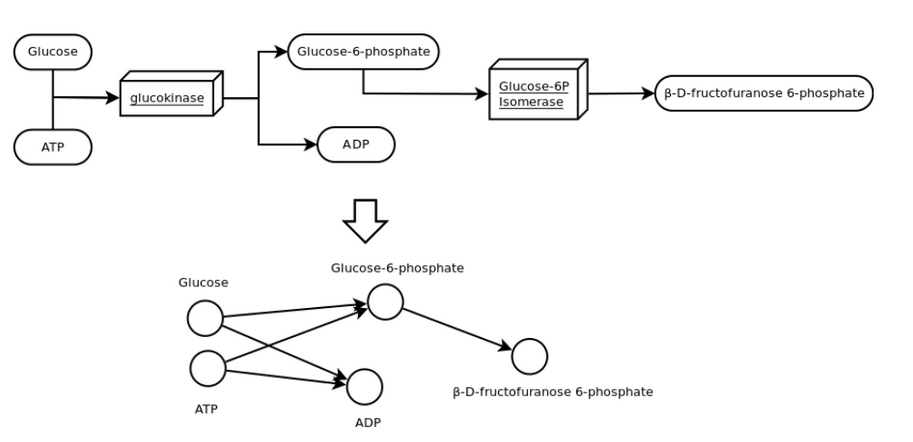 Glucose
Glucose-6-phosphate
glucokinase
Glucose-6P
Isomerase
β-D-fructofuranose 6-phosphate
ATP
ADP
Glucose-6-phosphate
Glucose
β-D-fructofuranose 6-phosphate
ATP
ADP